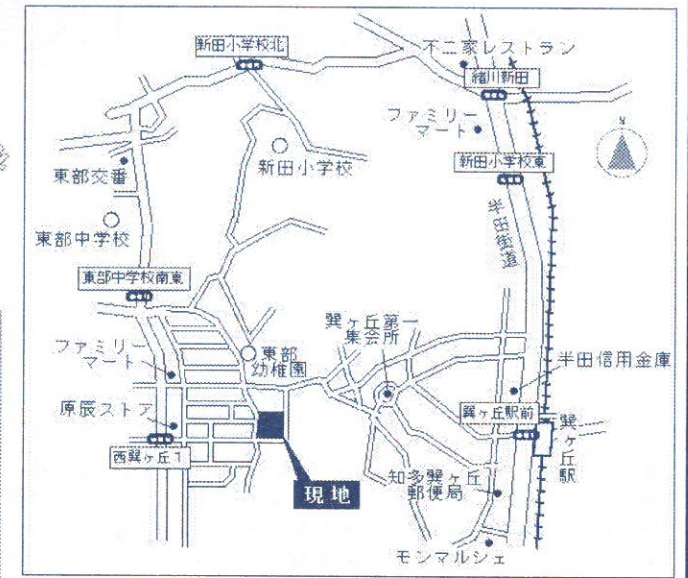 新田小学校北
不二家レストラン
緒川新田
ファミリー
マート
N
東部交番
新田小学校
新田小学校東
東部中学校
半田街道
東部中学校南東
ファミリー
マート
東部
幼稚園
巽ヶ丘第一
集会所
半田信用金庫
原辰ストア
巽ヶ丘駅前
巽ヶ丘駅
西巽ヶ丘1
現地
知多巽ヶ丘
郵便局
モンマルシェ